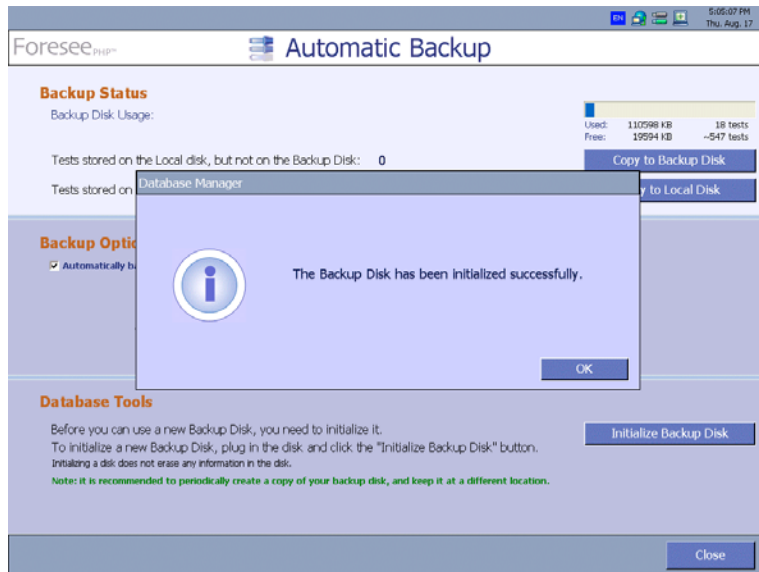 EN
5:05:07 PM
Thu. Aug. 17
Foresee PHP™
Automatic Backup
Backup Status
Backup Disk Usage:
Used: 110598 KB 18 tests
Free: 19594 KB ~547 tests
Tests stored on the Local disk, but not on the Backup Disk: 0
Copy to Backup Disk
Tests stored on
to Local Disk
Database Manager
The Backup Disk has been initialized successfully.
OK
Backup Optio
Automatically ba
Database Tools
Before you can use a new Backup Disk, you need to initialize it.
To initialize a new Backup Disk, plug in the disk and click the "Initialize Backup Disk" button.
Initializing a disk does not erase any information in the disk.
Note: it is recommended to periodically create a copy of your backup disk, and keep it at a different location.
Initialize Backup Disk
Close